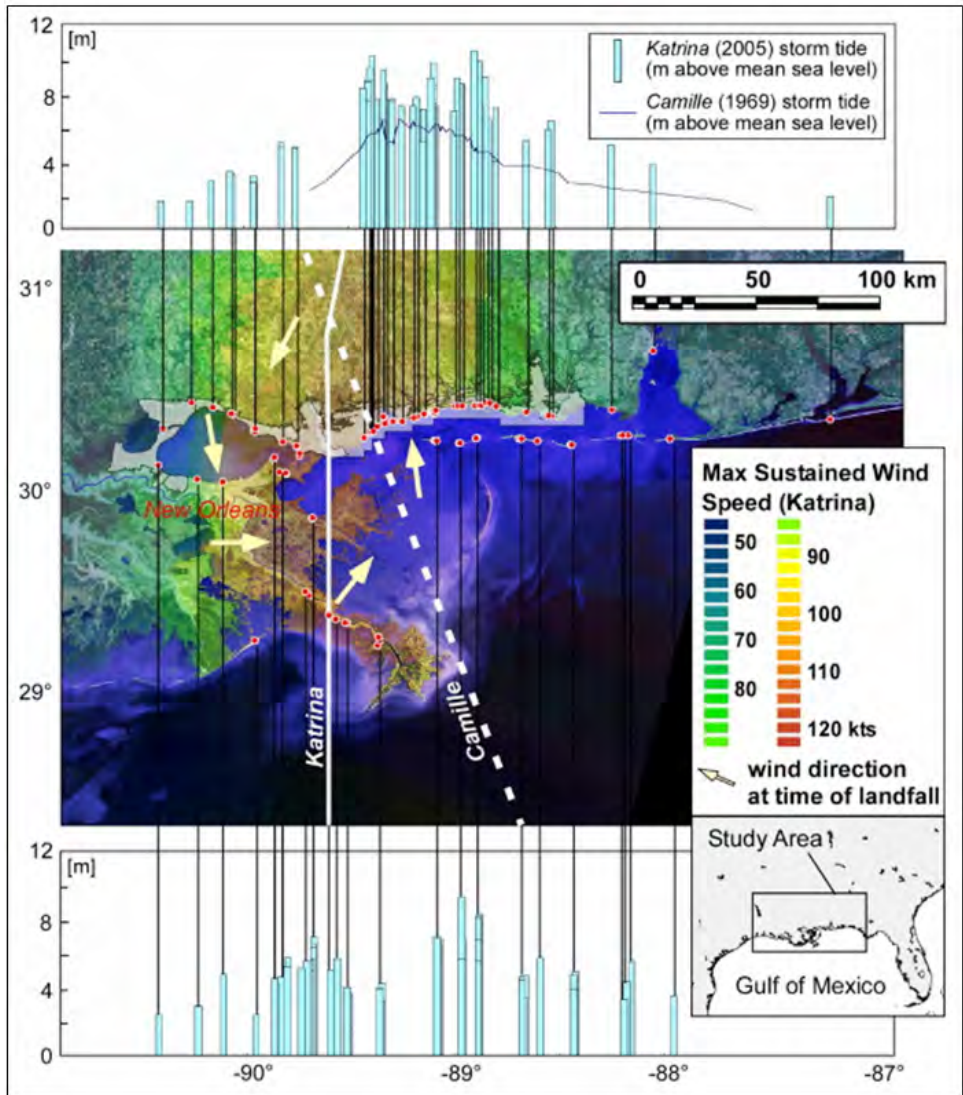 12
[m]
8
4
0
Katrina (2005) storm tide
(m above mean sea level)
Camille (1969) storm tide
(m above mean sea level)
31°
30°
29°
0 50 100 km
New Orleans
Katrina
Camille
Max Sustained Wind
Speed (Katrina)
50
60
70
80
90
100
110
120 kts
wind direction
at time of landfall
Study Area
Gulf of Mexico
12
[m]
8
4
0
-90° -89° -88° -87°